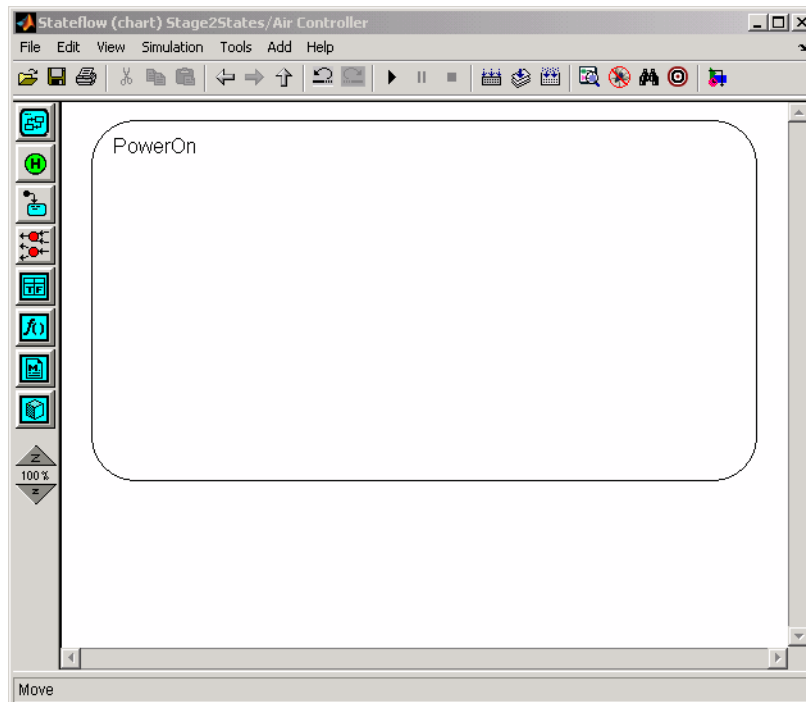 Stateflow (chart) Stage2States/Air Controller
File Edit View Simulation Tools Add Help
H
PowerOn
T F
f()
M
Z
100%
Z
Move